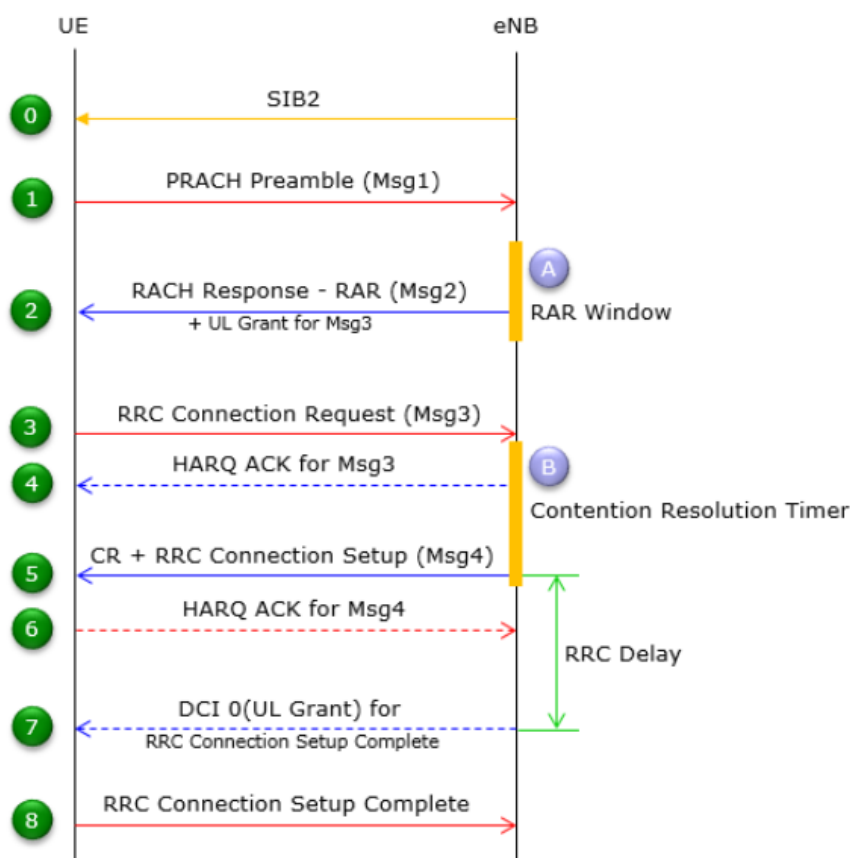 UE
eNB
0
SIB2
1
PRACH Preamble (Msg1)
A
2
RACH Response - RAR (Msg2)
+ UL Grant for Msg3
RAR Window
3
RRC Connection Request (Msg3)
4
HARQ ACK for Msg3
B
Contention Resolution Timer
5
CR + RRC Connection Setup (Msg4)
6
HARQ ACK for Msg4
RRC Delay
7
DCI 0(UL Grant) for
RRC Connection Setup Complete
8
RRC Connection Setup Complete